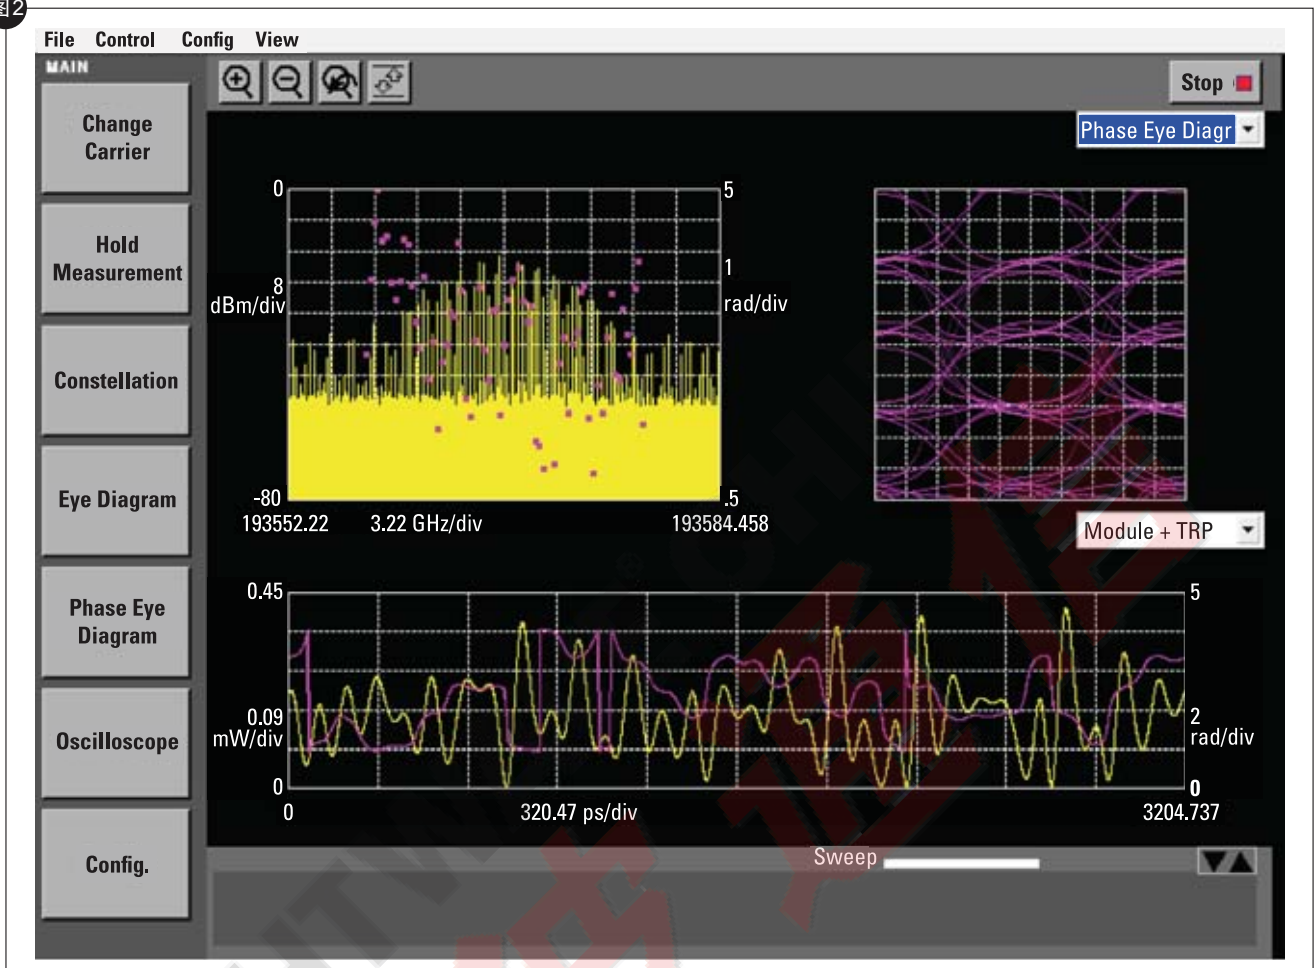 图2
File Control Config View
MAIN
Stop
Change
Carrier
Phase Eye Diagr
Hold
Measurement
0
8
dBm/div
-80
5
1
rad/div
.5
193552.22 3.22 GHz/div 193584.458
Constellation
Eye Diagram
Module + TRP
Phase Eye
Diagram
0.45
0.09
mW/div
0
5
2
rad/div
0
Oscilloscope
0 320.47 ps/div 3204.737
Config.
Sweep